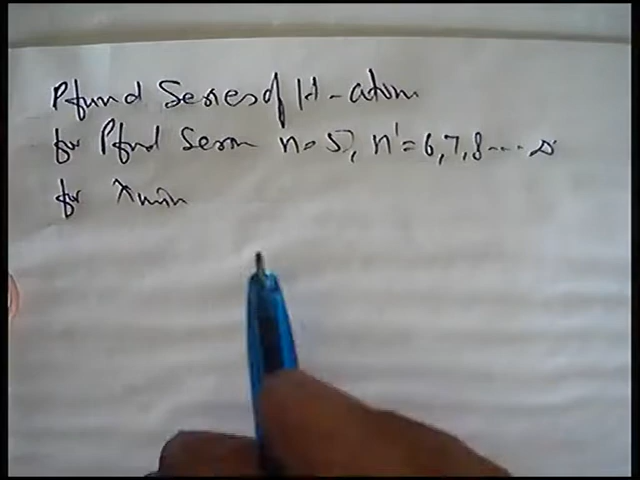 Pfund Series of H-atom
for Pfund Series n=5, n'=6,7,8...∞
for λmin